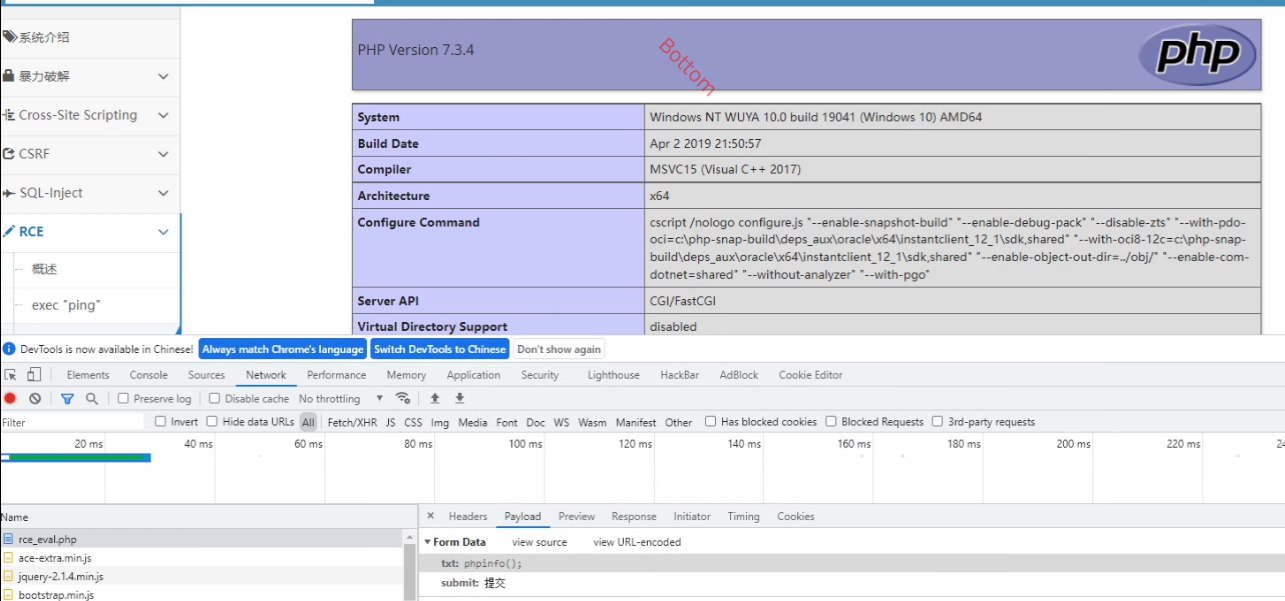 系统介绍
暴力破解
Cross-Site Scripting
CSRF
SQL-Inject
RCE
概述
exec "ping"
PHP Version 7.3.4
Bottom
php
System Windows NT WUYA 10.0 build 19041 (Windows 10) AMD64
Build Date Apr 2 2019 21:50:57
Compiler MSVC15 (Visual C++ 2017)
Architecture x64
Configure Command cscript /nologo configure.js "--enable-snapshot-build" "--enable-debug-pack" "--disable-zts" "--with-pdo-
oci=c:\php-snap-build\deps_aux\oracle\x64\instantclient_12_1\sdk,shared" "--with-oci8-12c=c:\php-snap-
build\deps_aux\oracle\x64\instantclient_12_1\sdk,shared" "--enable-object-out-dir=../obj/" "--enable-com-
dotnet=shared" "--without-analyzer" "--with-pgo"
Server API CGI/FastCGI
Virtual Directory Support disabled
DevTools is now available in Chinese! Always match Chrome's language Switch DevTools to Chinese Don't show again
Elements Console Sources Network Performance Memory Application Security Lighthouse HackBar AdBlock Cookie Editor
Preserve log Disable cache No throttling
Filter Invert Hide data URLs All Fetch/XHR JS CSS Img Media Font Doc WS Wasm Manifest Other Has blocked cookies Blocked Requests 3rd-party requests
20 ms 40 ms 60 ms 80 ms 100 ms 120 ms 140 ms 160 ms 180 ms 200 ms 220 ms 24
Name
rce_eval.php
ace-extra.min.js
jquery-2.1.4.min.js
bootstrap.min.js
Headers Payload Preview Response Initiator Timing Cookies
Form Data view source view URL-encoded
txt: phpinfo();
submit: 提交